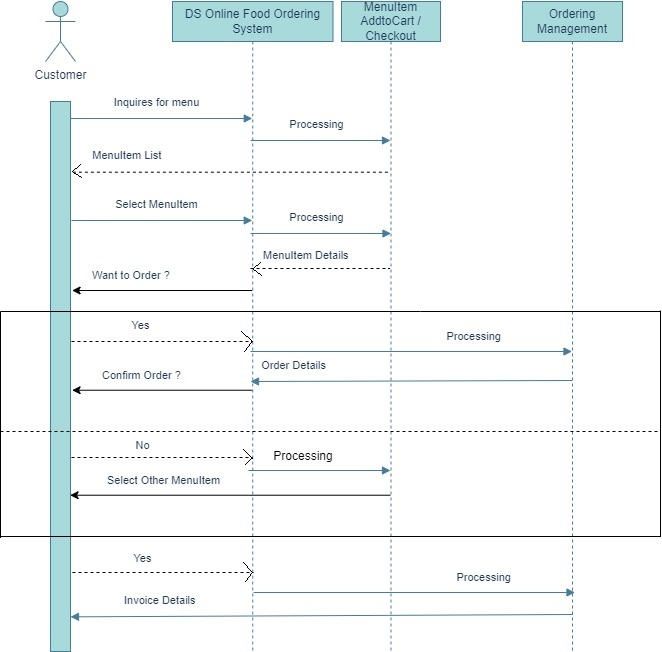 DS Online Food Ordering
System
MenuItem
AddtoCart /
Checkout
Ordering
Management
Customer
Inquires for menu
Processing
MenuItem List
Select MenuItem
Processing
MenuItem Details
Want to Order ?
Yes
Processing
Order Details
Confirm Order ?
No
Processing
Select Other MenuItem
Yes
Processing
Invoice Details